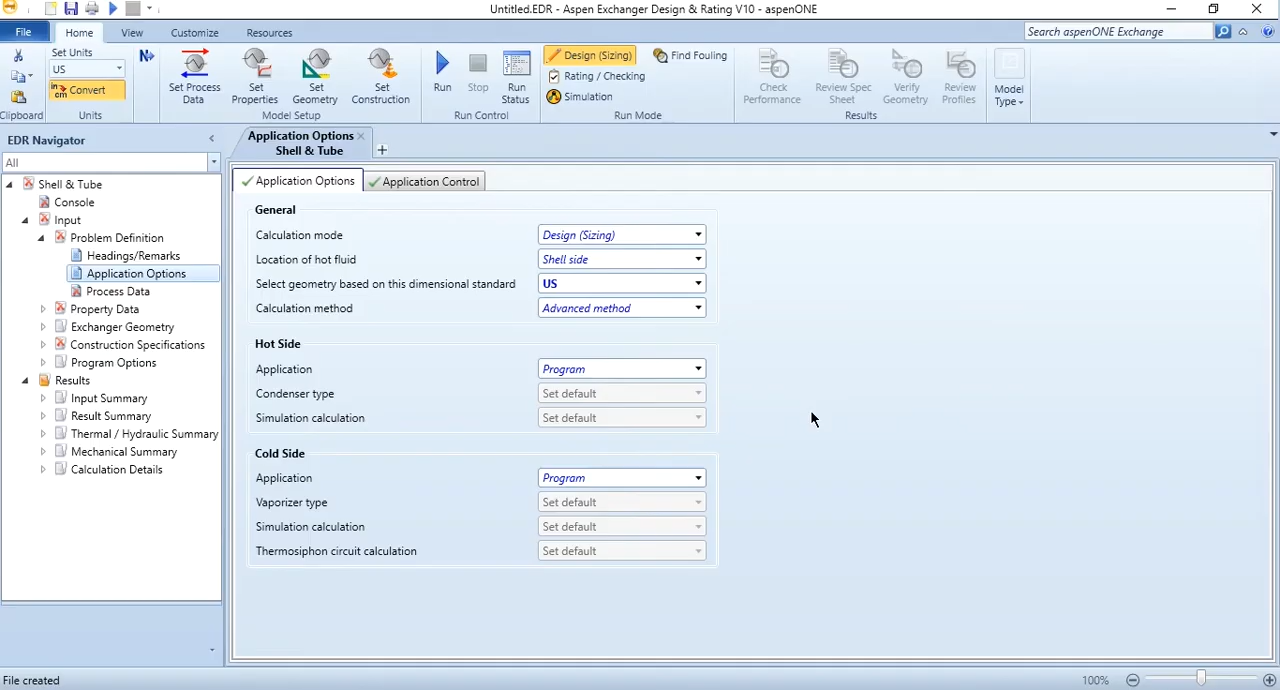 Untitled.EDR - Aspen Exchanger Design & Rating V10 - aspenONE
File Home View Customize Resources
Search aspenONE Exchange
Set Units
US
Convert
Clipboard
Units
Set Process Data
Set Properties
Set Geometry
Set Construction
Model Setup
Run
Stop
Run Status
Run Control
Design (Sizing)
Rating / Checking
Simulation
Find Fouling
Run Mode
Check Performance
Review Spec Sheet
Verify Geometry
Review Profiles
Results
Model Type
EDR Navigator
All
Shell & Tube
Console
Input
Problem Definition
Headings/Remarks
Application Options
Process Data
Property Data
Exchanger Geometry
Construction Specifications
Program Options
Results
Input Summary
Result Summary
Thermal / Hydraulic Summary
Mechanical Summary
Calculation Details
Application Options
Shell & Tube
Application Options
Application Control
General
Calculation mode Design (Sizing)
Location of hot fluid Shell side
Select geometry based on this dimensional standard US
Calculation method Advanced method
Hot Side
Application Program
Condenser type Set default
Simulation calculation Set default
Cold Side
Application Program
Vaporizer type Set default
Simulation calculation Set default
Thermosiphon circuit calculation Set default
File created
100%